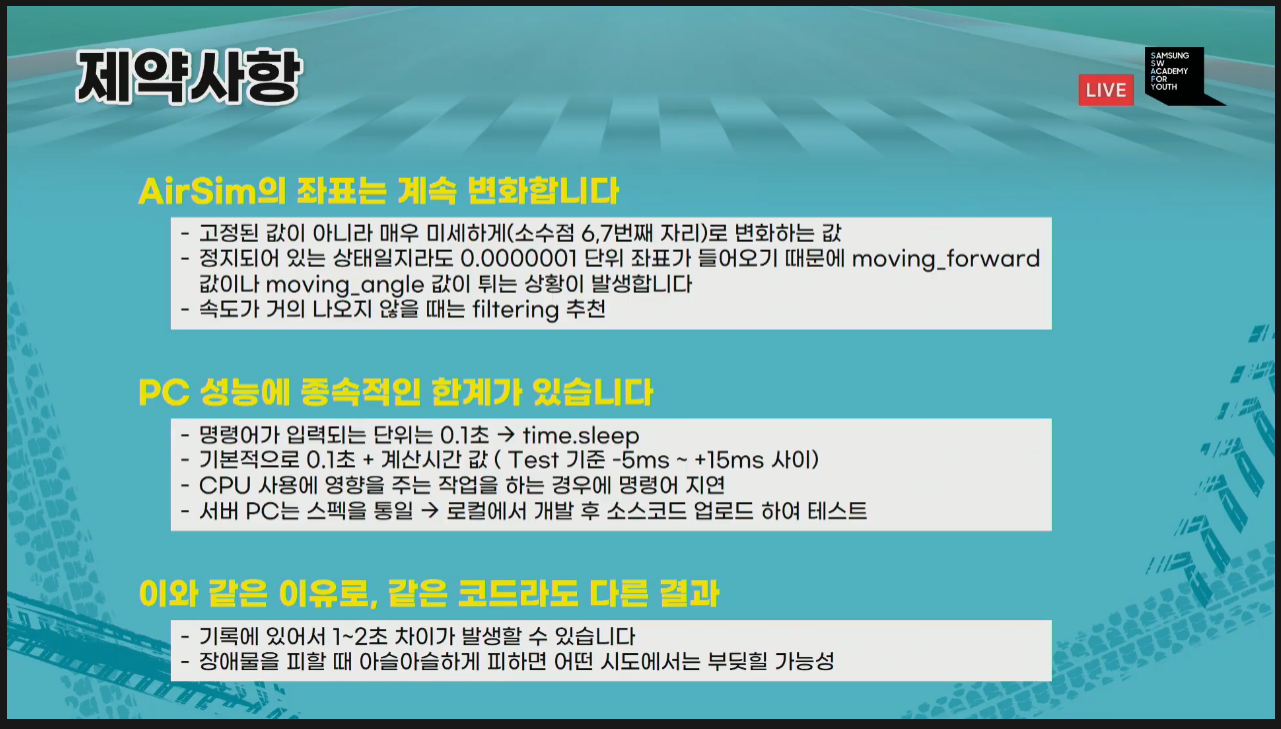 제약사항
LIVE
SAMSUNG
SW
ACADEMY
FOR
YOUTH
AirSim의 좌표는 계속 변화합니다
- 고정된 값이 아니라 매우 미세하게(소수점 6,7번째 자리)로 변화하는 값
- 정지되어 있는 상태일지라도 0.0000001 단위 좌표가 들어오기 때문에 moving_forward
값이나 moving_angle 값이 튀는 상황이 발생합니다
- 속도가 거의 나오지 않을 때는 filtering 추천
PC 성능에 종속적인 한계가 있습니다
- 명령어가 입력되는 단위는 0.1초 → time.sleep
- 기본적으로 0.1초 + 계산시간 값 ( Test 기준 -5ms ~ +15ms 사이)
- CPU 사용에 영향을 주는 작업을 하는 경우에 명령어 지연
- 서버 PC는 스펙을 통일 → 로컬에서 개발 후 소스코드 업로드 하여 테스트
이와 같은 이유로, 같은 코드라도 다른 결과
- 기록에 있어서 1~2초 차이가 발생할 수 있습니다
- 장애물을 피할 때 아슬아슬하게 피하면 어떤 시도에서는 부딪힐 가능성